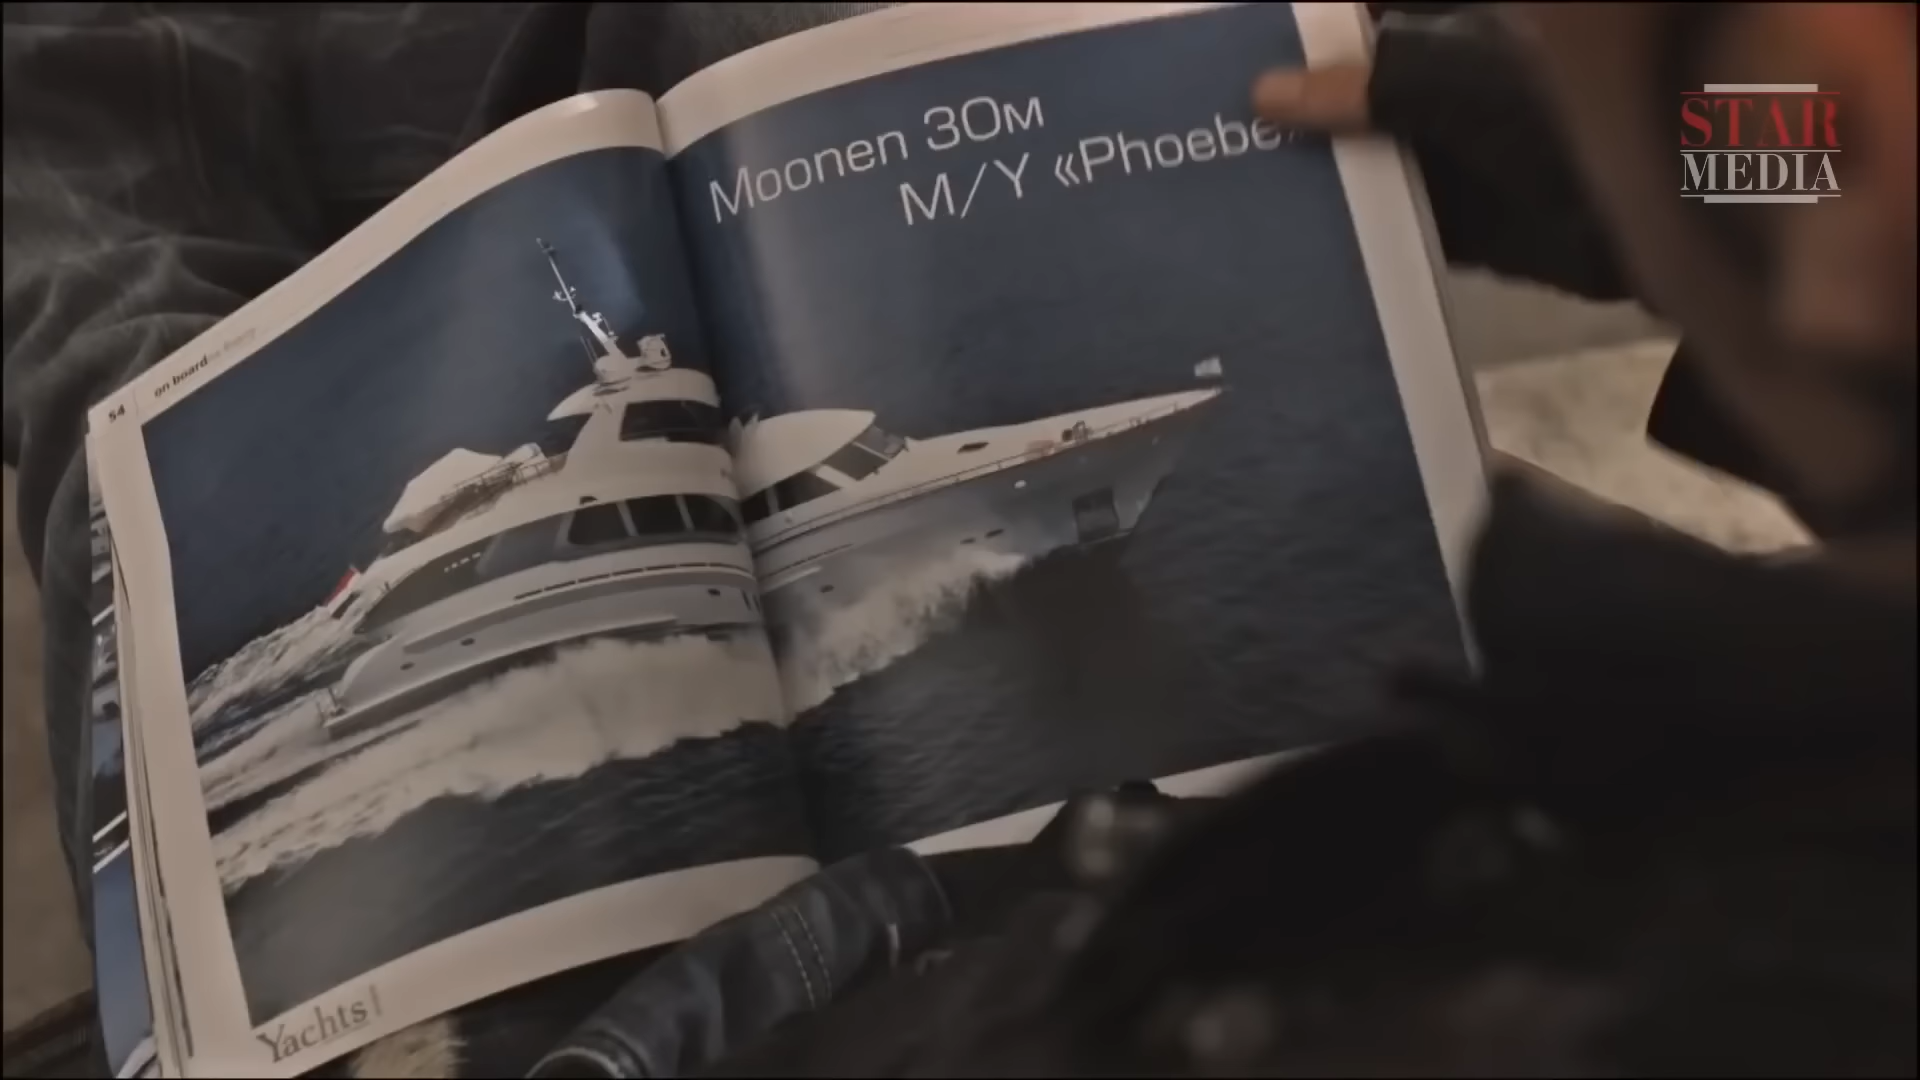 Moonen 30м
M/Y «Phoebe»
STAR
MEDIA
54 on board
Yachts